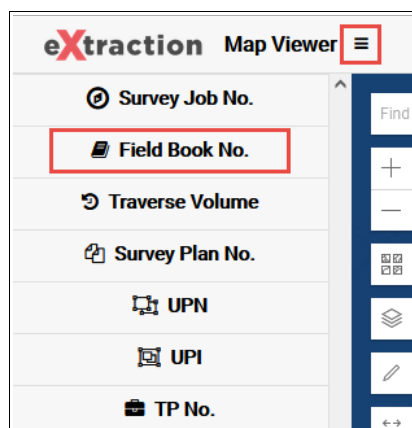 eXtraction Map Viewer
Survey Job No.
Find
Field Book No.
Traverse Volume
Survey Plan No.
UPN
UPI
TP No.